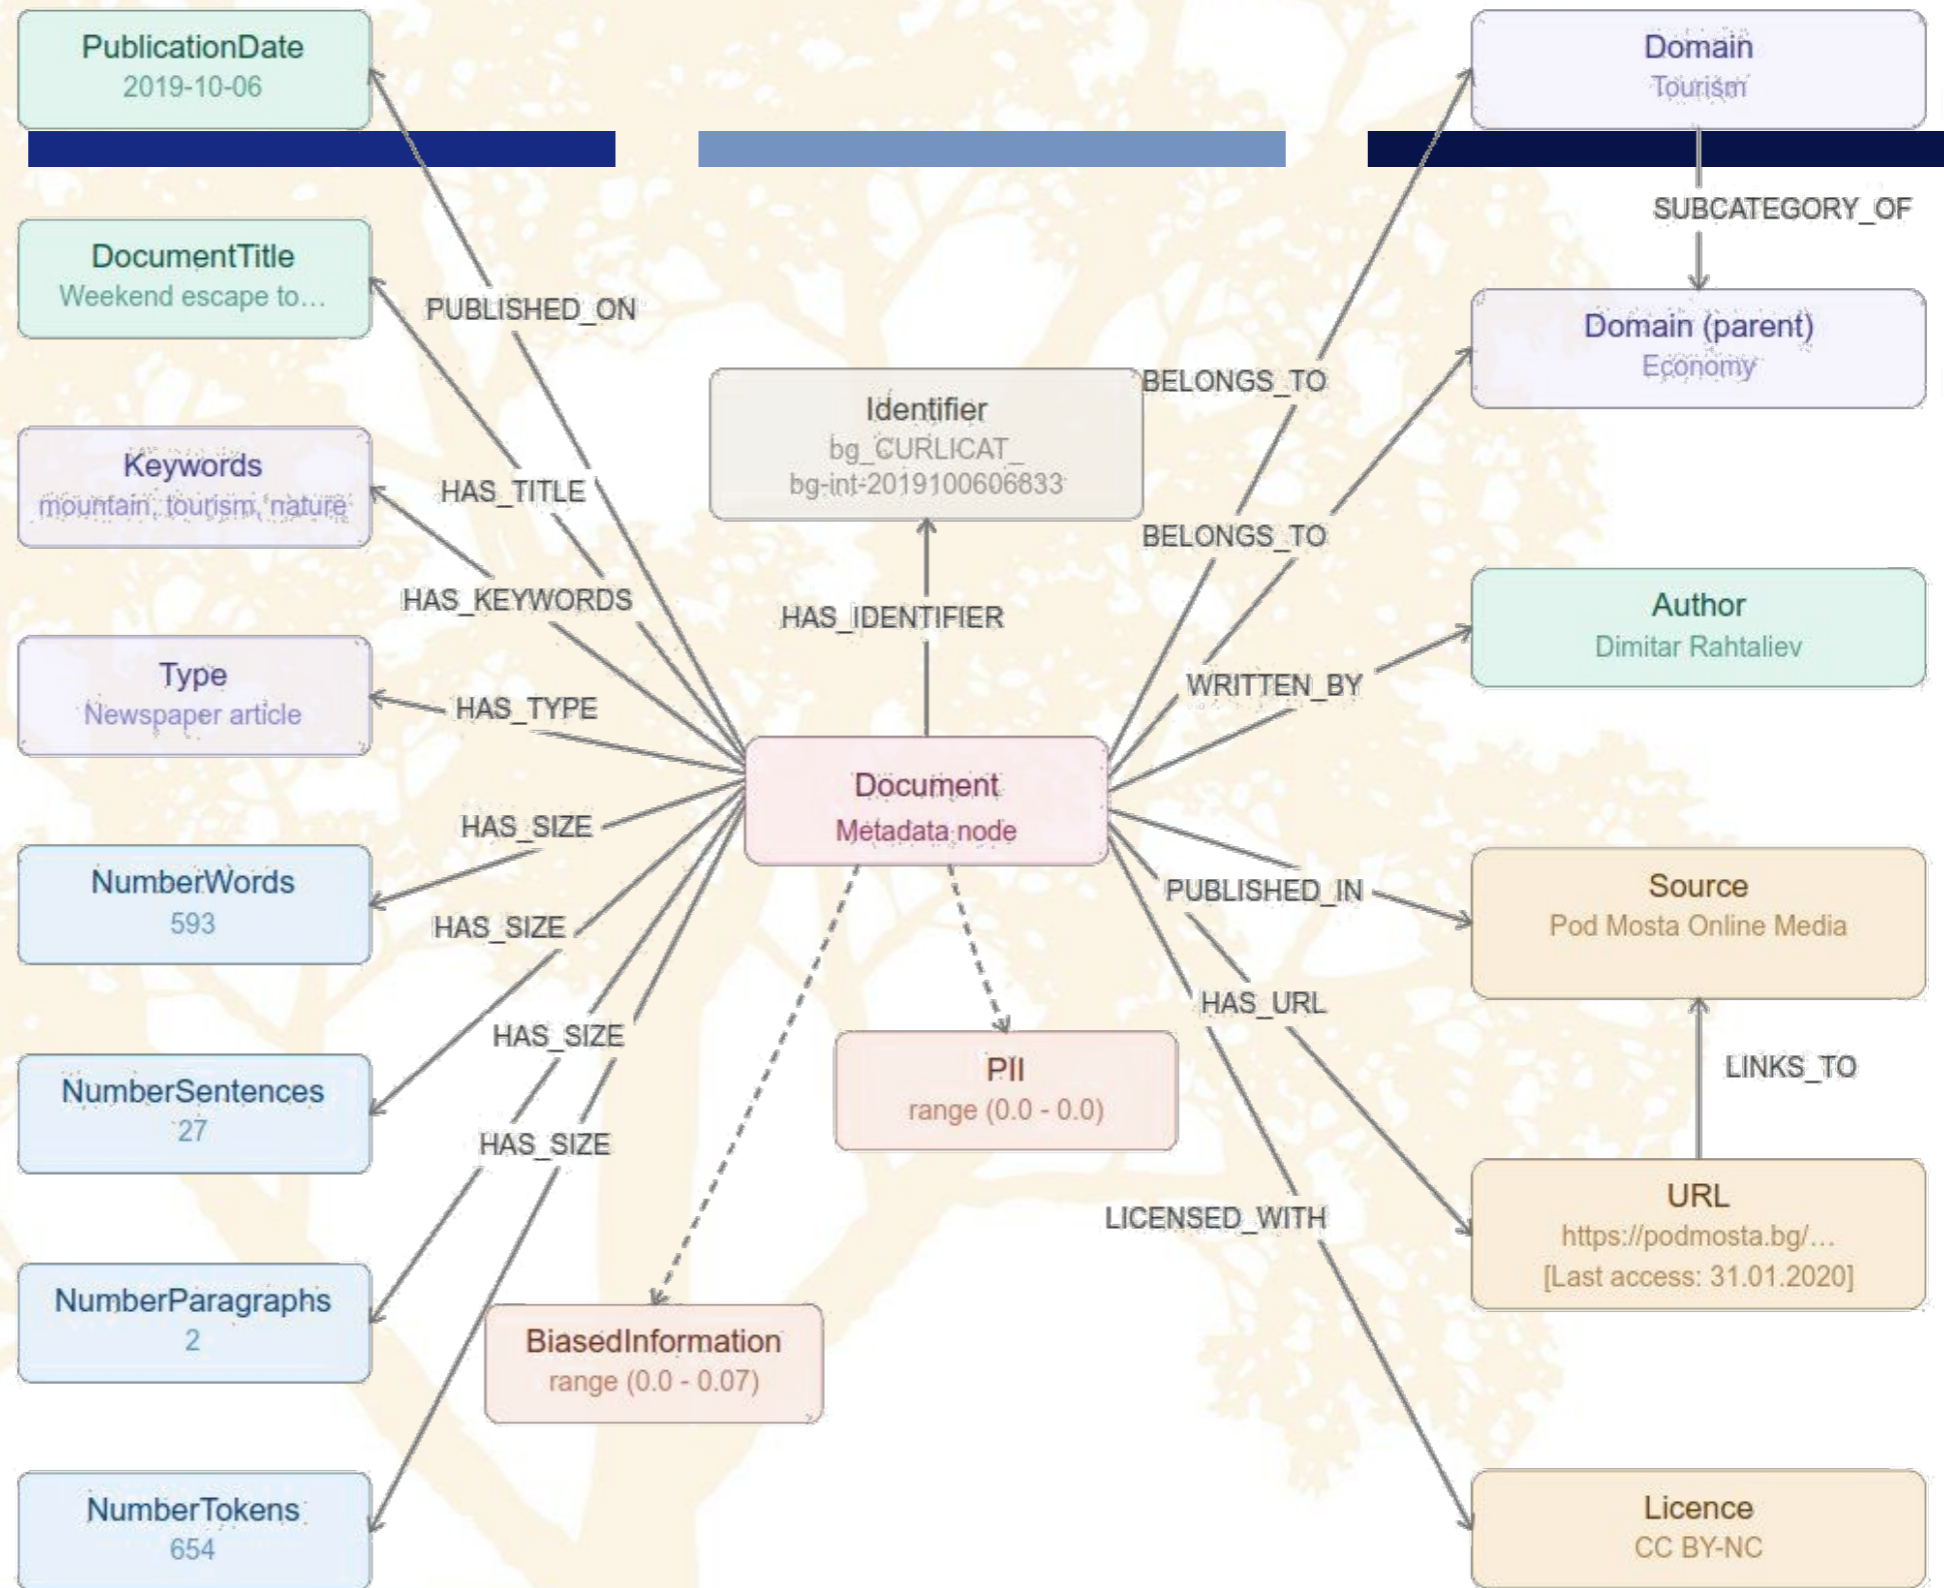 PublicationDate
2019-10-06
DocumentTitle
Weekend escape to...
Keywords
mountain, tourism, nature
Type
Newspaper article
NumberWords
593
NumberSentences
27
NumberParagraphs
2
NumberTokens
654
PUBLISHED_ON
HAS_TITLE
HAS_KEYWORDS
HAS_TYPE
HAS_SIZE
HAS_SIZE
HAS_SIZE
HAS_SIZE
Identifier
bg_CURLICAT_
bg-int-2019100606833
HAS_IDENTIFIER
Document
Metadata node
PII
range (0.0 - 0.0)
BiasedInformation
range (0.0 - 0.07)
BELONGS_TO
BELONGS_TO
WRITTEN_BY
PUBLISHED_IN
HAS_URL
LICENSED_WITH
Domain
Tourism
SUBCATEGORY_OF
Domain (parent)
Economy
Author
Dimitar Rahtaliev
Source
Pod Mosta Online Media
LINKS_TO
URL
https://podmosta.bg/...
[Last access: 31.01.2020]
Licence
CC BY-NC